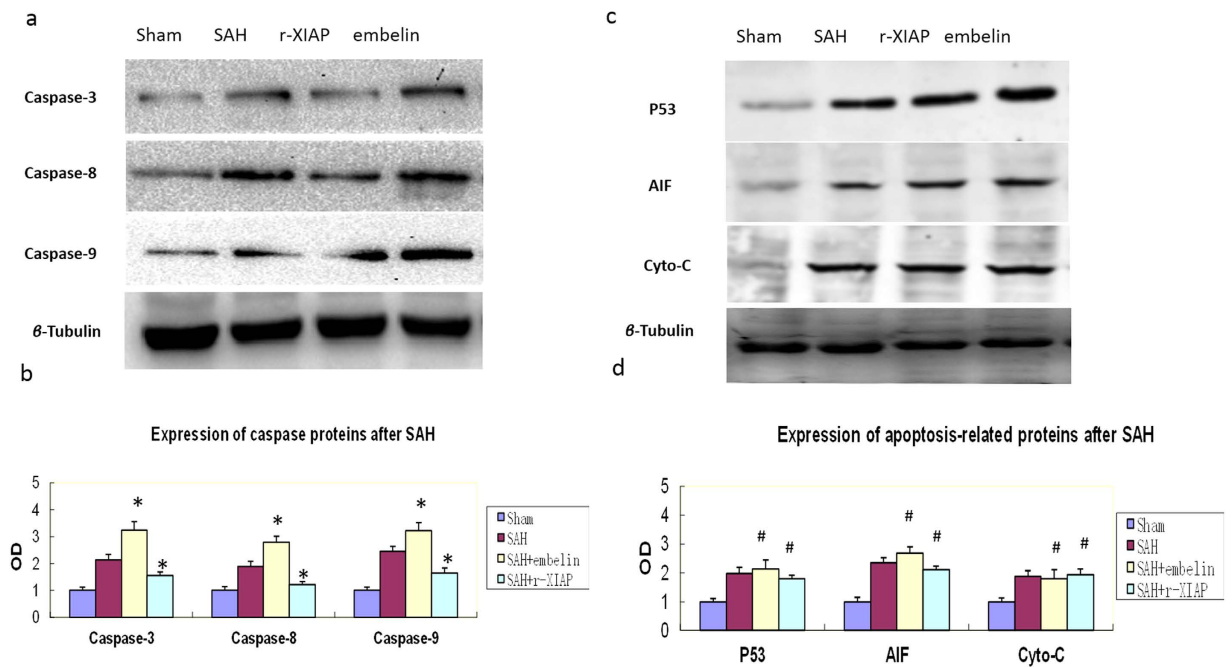 a
Sham SAH r-XIAP embelin
Caspase-3
Caspase-8
Caspase-9
β-Tubulin
b
Expression of caspase proteins after SAH
OD
5
4
3
2
1
0
* * * * * *
Caspase-3 Caspase-8 Caspase-9
Sham
SAH
SAH+embelin
SAH+r-XIAP
c
Sham SAH r-XIAP embelin
P53
AIF
Cyto-C
β-Tubulin
d
Expression of apoptosis-related proteins after SAH
OD
5
4
3
2
1
0
# # # # # #
P53 AIF Cyto-C
Sham
SAH
SAH+embelin
SAH+r-XIAP